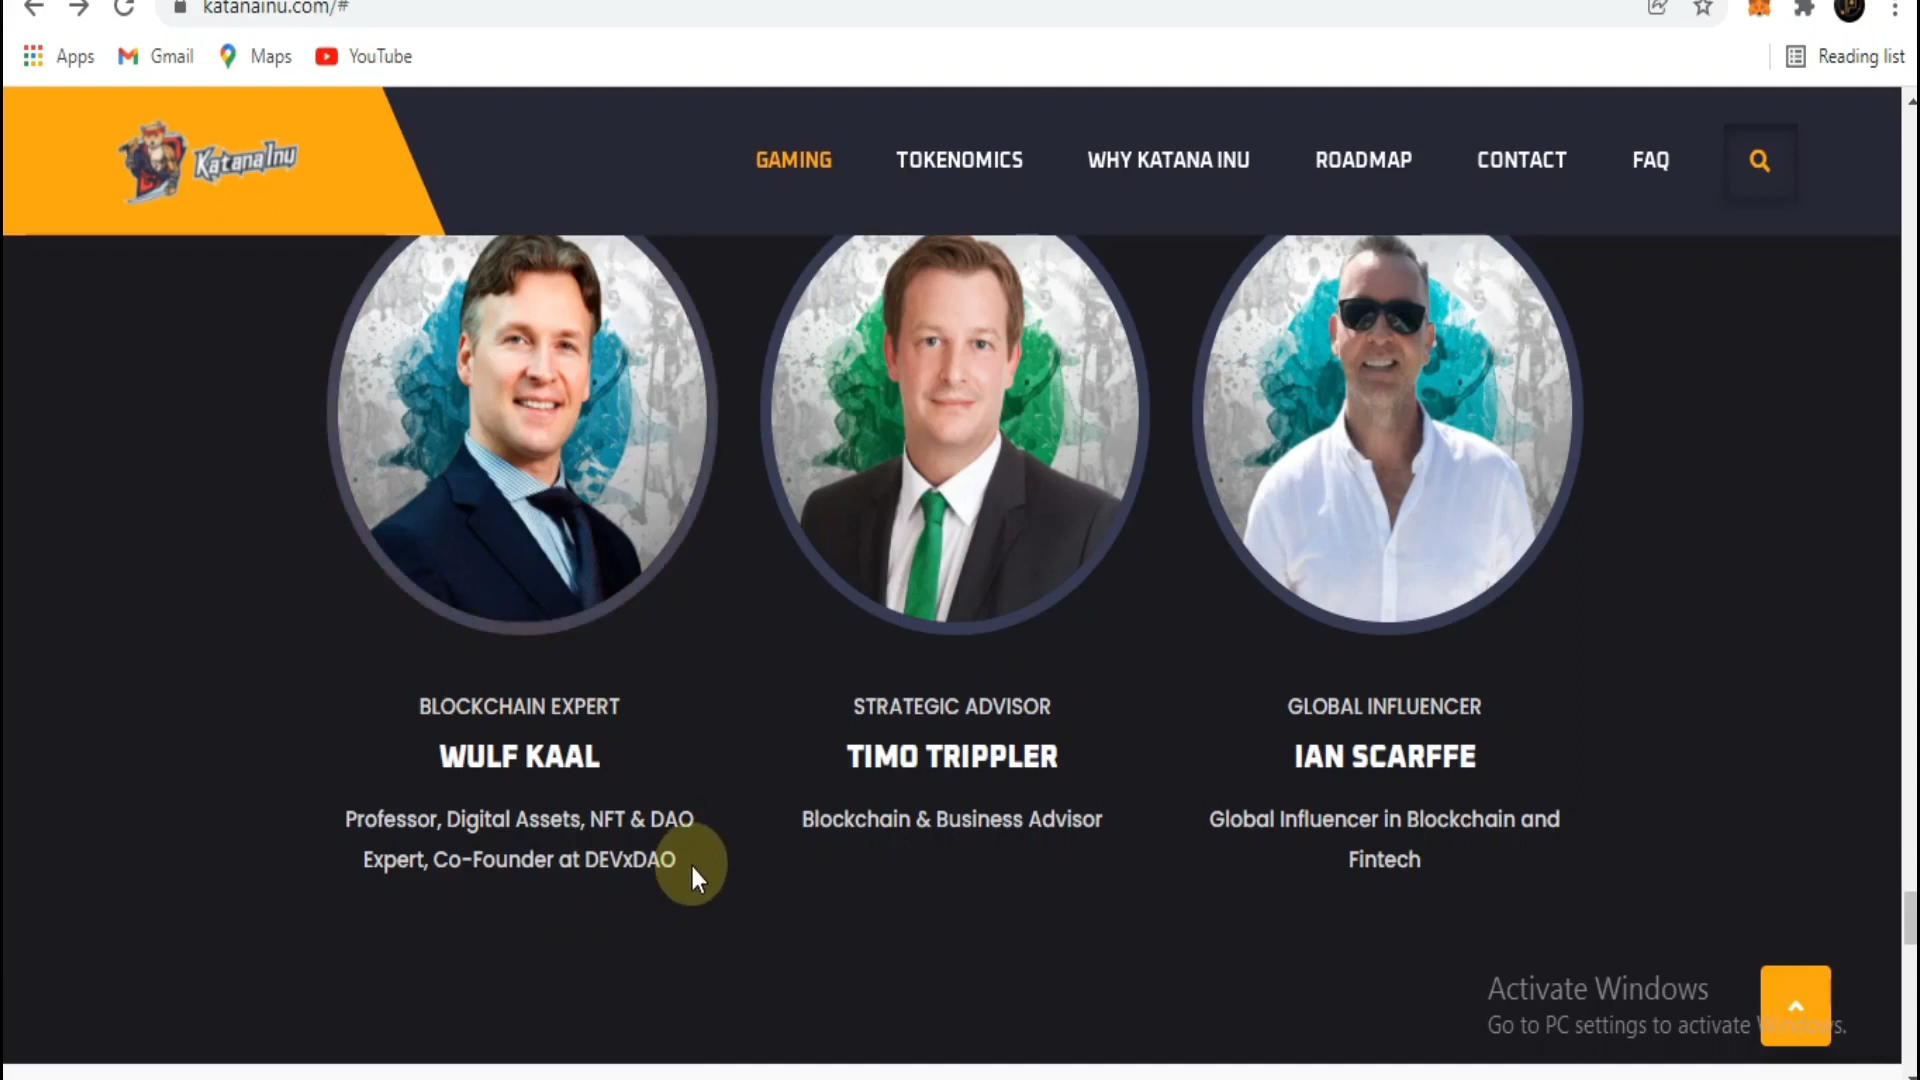 katanainu.com/#
Apps Gmail Maps YouTube Reading list
KatanaInu GAMING TOKENOMICS WHY KATANA INU ROADMAP CONTACT FAQ
BLOCKCHAIN EXPERT
WULF KAAL
Professor, Digital Assets, NFT & DAO
Expert, Co-Founder at DEVxDAO
STRATEGIC ADVISOR
TIMO TRIPPLER
Blockchain & Business Advisor
GLOBAL INFLUENCER
IAN SCARFFE
Global Influencer in Blockchain and
Fintech
Activate Windows
Go to PC settings to activate Windows.